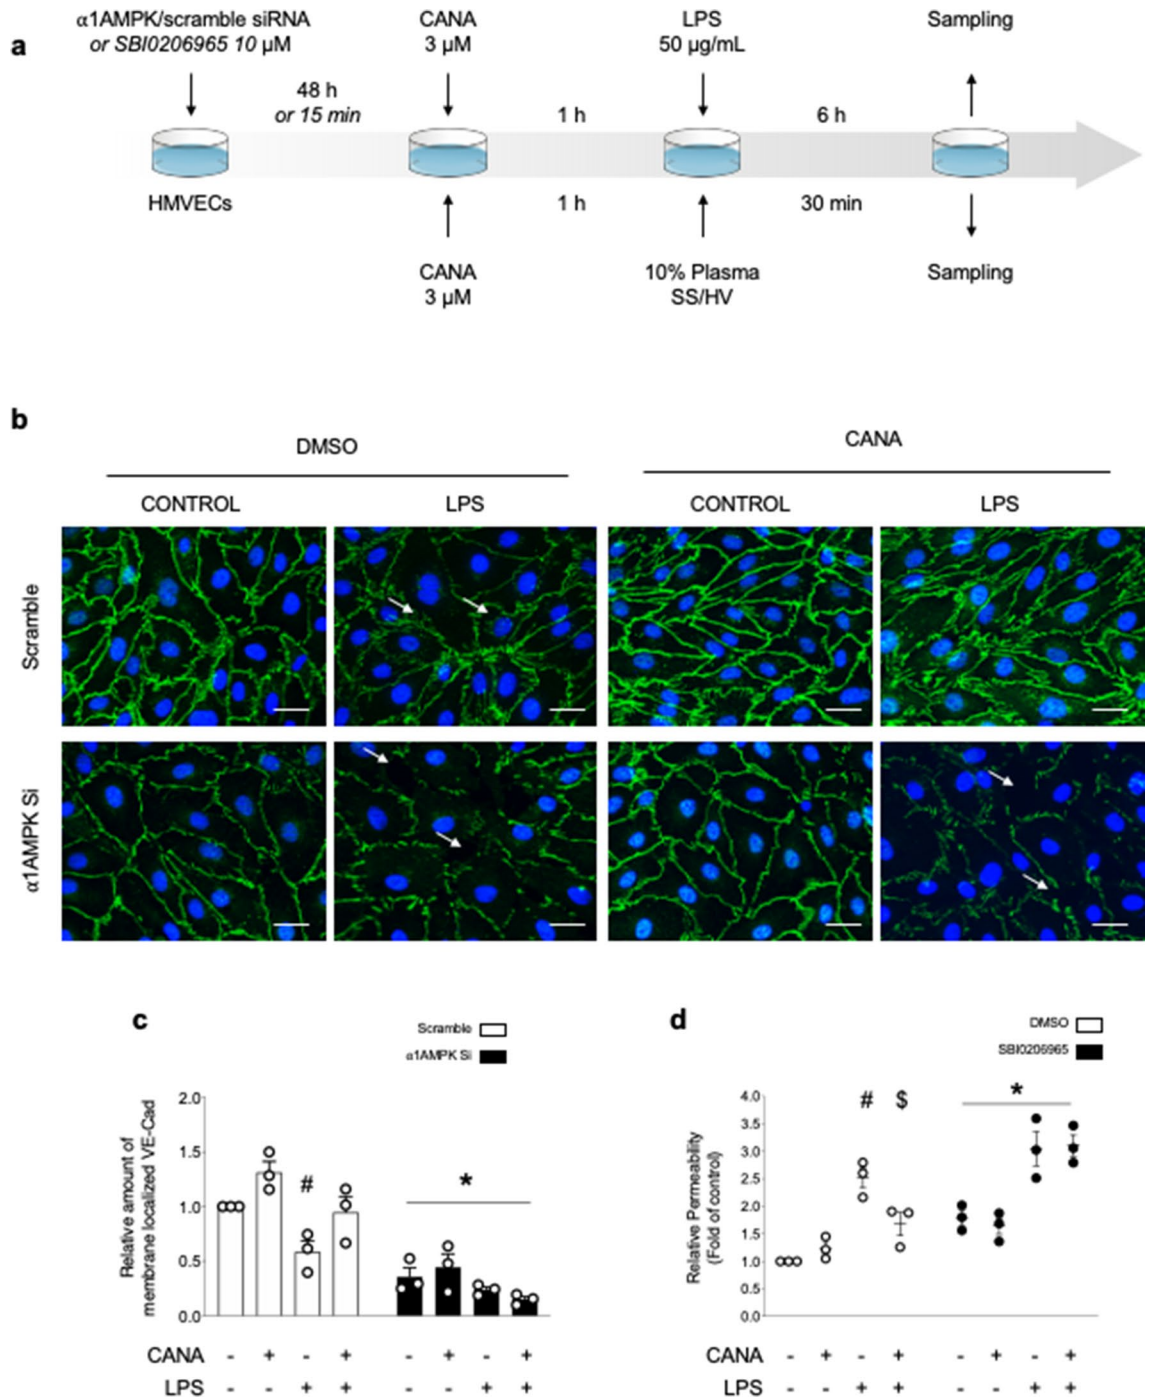 a
α1AMPK/scramble siRNA
or SBI0206965 10 µM
CANA
3 µM
LPS
50 µg/mL
Sampling
48 h
or 15 min
1 h
6 h
HMVECs
1 h
30 min
CANA
3 µM
10% Plasma
SS/HV
Sampling
b
DMSO
CANA
CONTROL
LPS
CONTROL
LPS
Scramble
α1AMPK Si
c
Scramble
α1AMPK Si
Relative amount of
membrane localized VE-Cad
2.0
1.5
1.0
0.5
0.0
#
*
CANA - + - + - + - +
LPS - - + + - - + +
d
DMSO
SBI0206965
Relative Permeability
(Fold of control)
4.0
3.5
3.0
2.5
2.0
1.5
1.0
0.5
0.0
# $
*
CANA - + - + - + - +
LPS - - + + - - + +